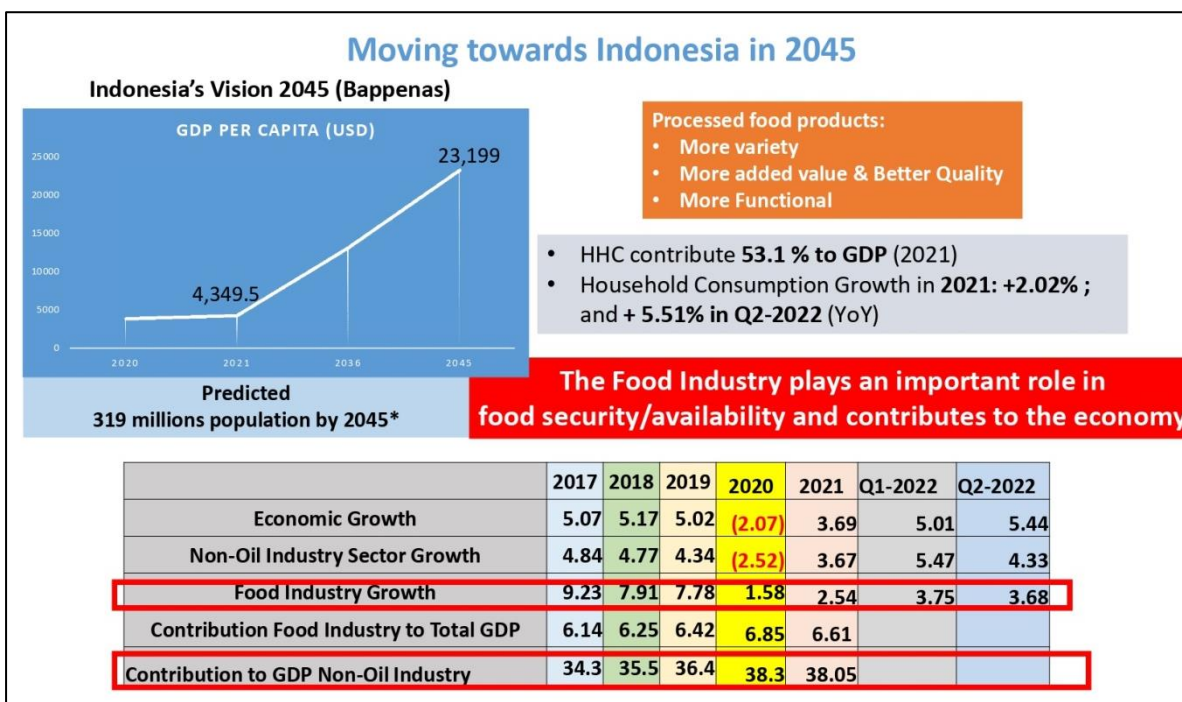 Moving towards Indonesia in 2045
Indonesia's Vision 2045 (Bappenas)
GDP PER CAPITA (USD)
25000
20000
15000
10000
5000
0
23,199
4,349.5
2020 2021 2036 2045
Predicted
319 millions population by 2045*
Processed food products:
• More variety
• More added value & Better Quality
• More Functional
• HHC contribute 53.1 % to GDP (2021)
• Household Consumption Growth in 2021: +2.02% ;
and + 5.51% in Q2-2022 (YoY)
The Food Industry plays an important role in
food security/availability and contributes to the economy
2017 2018 2019 2020 2021 Q1-2022 Q2-2022
Economic Growth 5.07 5.17 5.02 (2.07) 3.69 5.01 5.44
Non-Oil Industry Sector Growth 4.84 4.77 4.34 (2.52) 3.67 5.47 4.33
Food Industry Growth 9.23 7.91 7.78 1.58 2.54 3.75 3.68
Contribution Food Industry to Total GDP 6.14 6.25 6.42 6.85 6.61
Contribution to GDP Non-Oil Industry 34.3 35.5 36.4 38.3 38.05